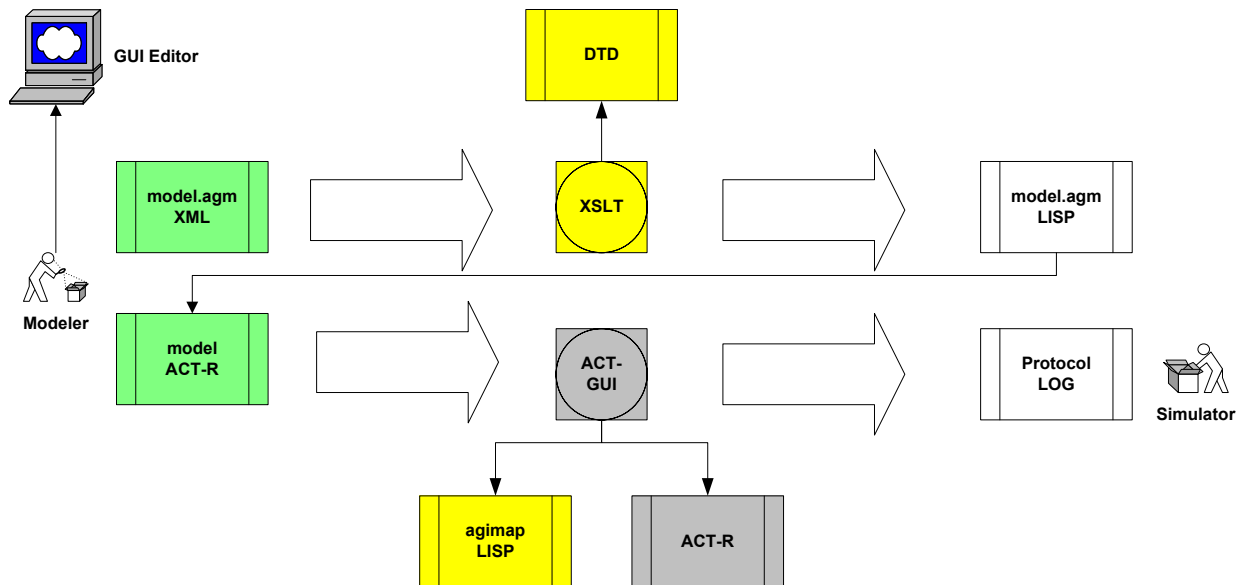 GUI Editor
DTD
model.agm
XML
XSLT
model.agm
LISP
Modeler
model
ACT-R
ACT-
GUI
Protocol
LOG
Simulator
agimap
LISP
ACT-R